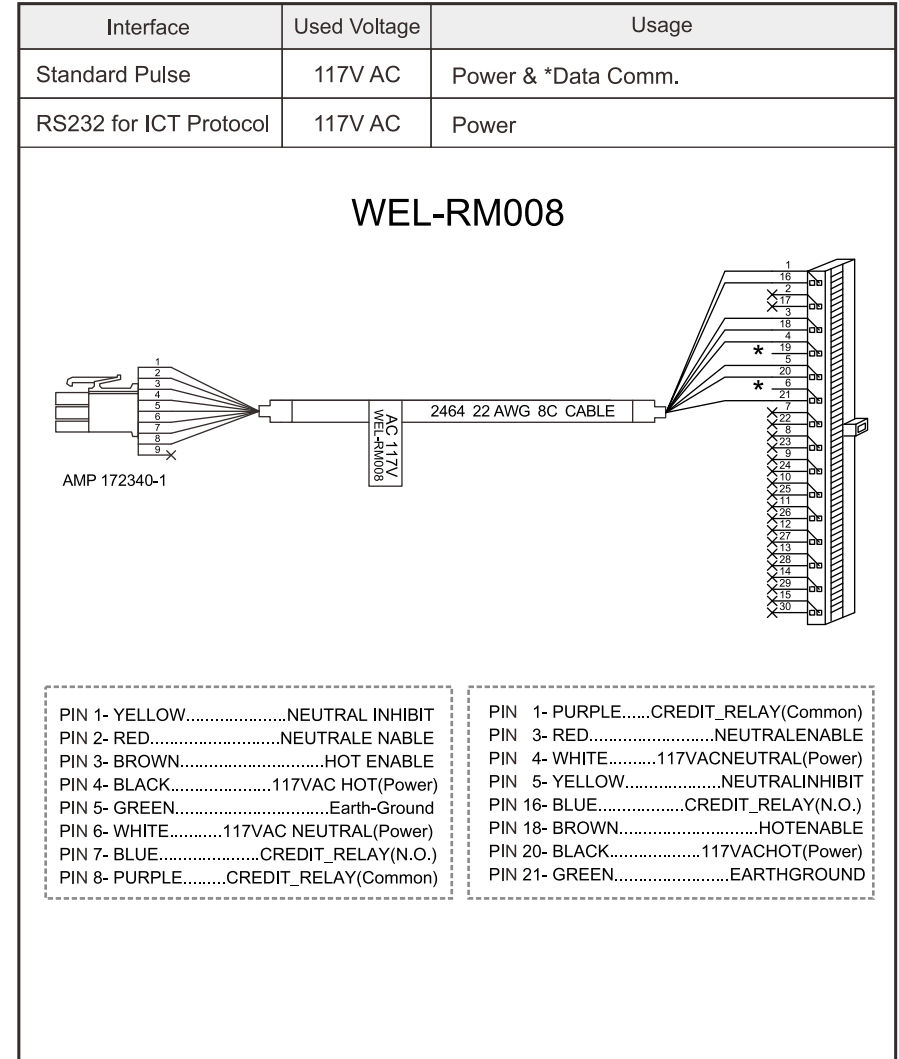 Interface Used Voltage Usage
Standard Pulse 117V AC Power & *Data Comm.
RS232 for ICT Protocol 117V AC Power
WEL-RM008
1
16
2
17
3
18
4
* 19
5
20
* 6
21
7
22
8
23
9
24
10
25
11
26
12
27
13
28
14
29
15
30
1
2
3
4
5
6
7
8
9
AMP 172340-1
AC 117V
WEL-RM008
2464 22 AWG 8C CABLE
PIN 1- YELLOW......................NEUTRAL INHIBIT
PIN 2- RED.............................NEUTRALE NABLE
PIN 3- BROWN................................HOT ENABLE
PIN 4- BLACK...................117VAC HOT(Power)
PIN 5- GREEN...............................Earth-Ground
PIN 6- WHITE...........117VAC NEUTRAL(Power)
PIN 7- BLUE......................CREDIT_RELAY(N.O.)
PIN 8- PURPLE.........CREDIT_RELAY(Common)
PIN 1- PURPLE......CREDIT_RELAY(Common)
PIN 3- RED............................NEUTRALENABLE
PIN 4- WHITE.........117VACNEUTRAL(Power)
PIN 5- YELLOW.....................NEUTRALINHIBIT
PIN 16- BLUE...................CREDIT_RELAY(N.O.)
PIN 18- BROWN...............................HOTENABLE
PIN 20- BLACK....................117VACHOT(Power)
PIN 21- GREEN.........................EARTHGROUND